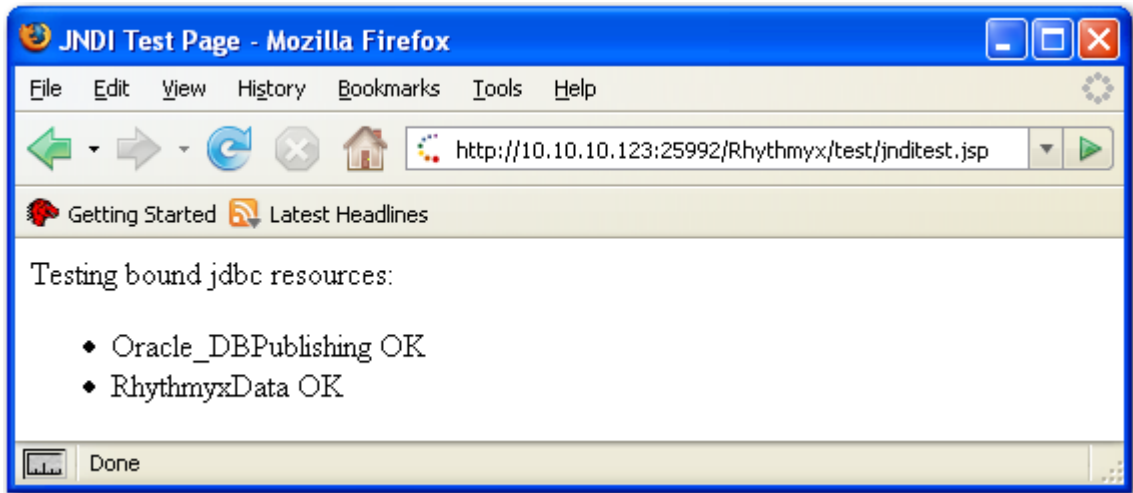 JNDI Test Page - Mozilla Firefox
File Edit View History Bookmarks Tools Help
http://10.10.10.123:25992/Rhythmyx/test/jnditest.jsp
Getting Started Latest Headlines
Testing bound jdbc resources:
• Oracle_DBPublishing OK
• RhythmyxData OK
Done